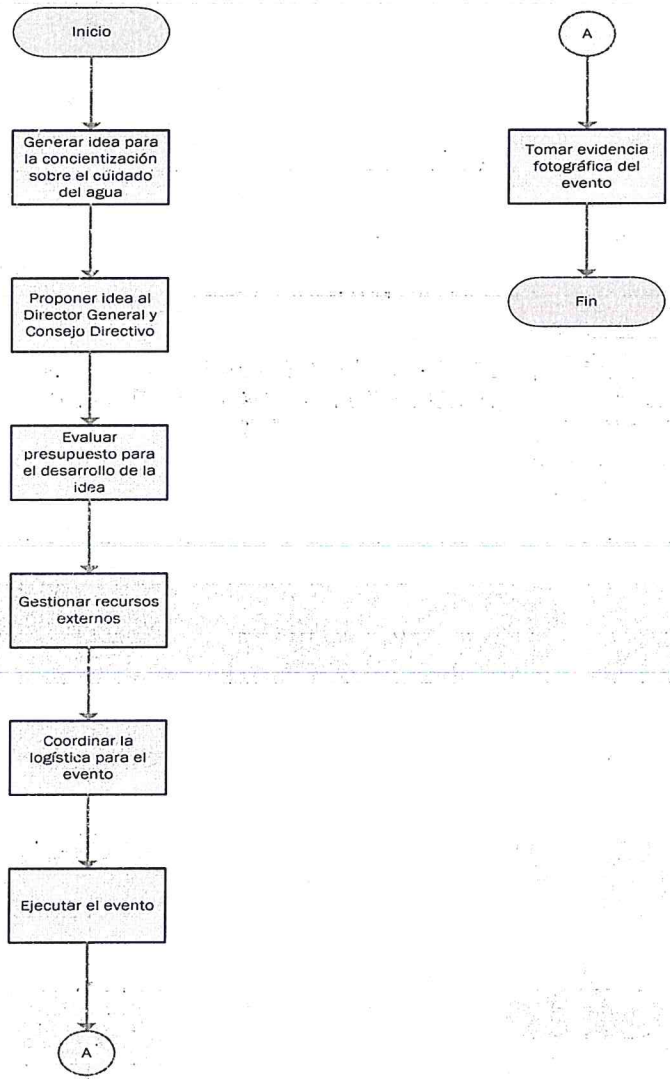 Inicio
Generar idea para
la concientización
sobre el cuidado
del agua
Proponer idea al
Director General y
Consejo Directivo
Evaluar
presupuesto para
el desarrollo de la
idea
Gestionar recursos
externos
Coordinar la
logística para el
evento
Ejecutar el evento
A
A
Tomar evidencia
fotográfica del
evento
Fin